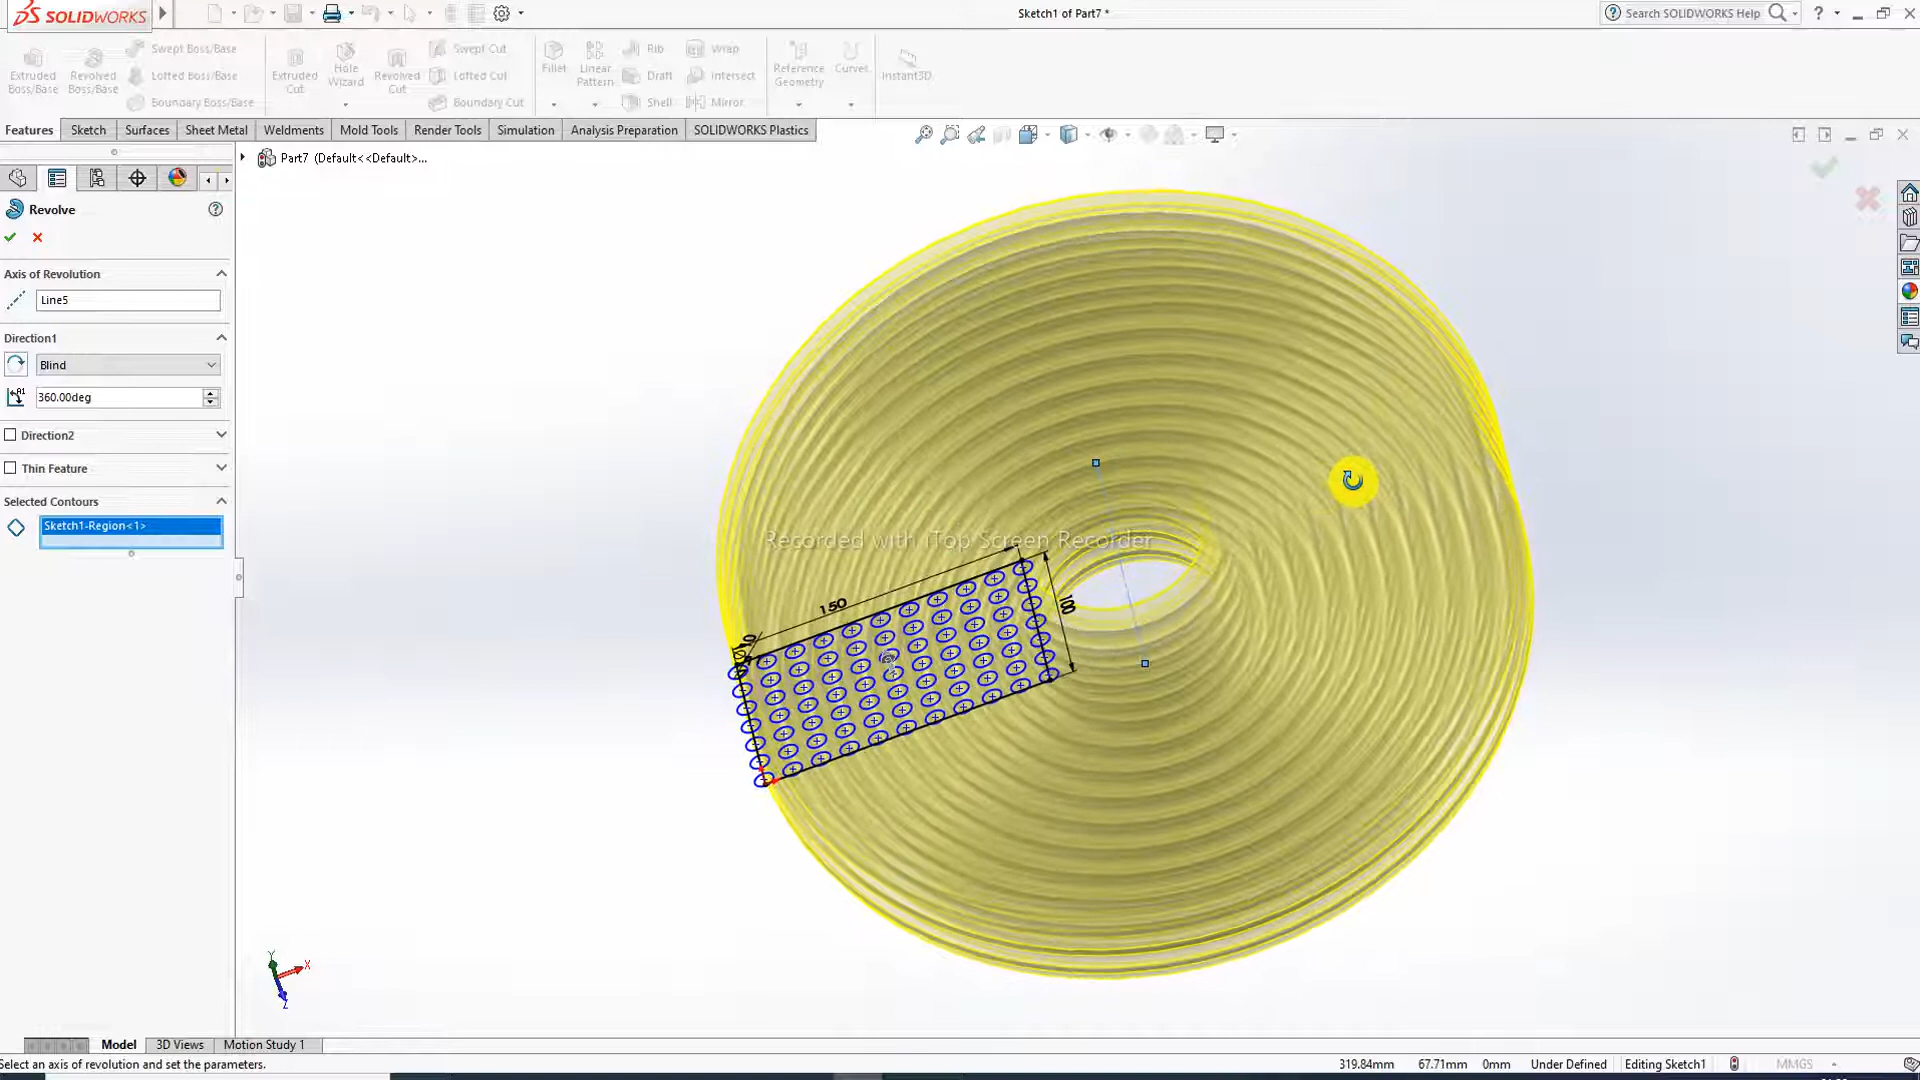 SOLIDWORKS
Sketch1 of Part7 *
Search SOLIDWORKS Help
?
Extruded Boss/Base
Revolved Boss/Base
Swept Boss/Base
Lofted Boss/Base
Boundary Boss/Base
Extruded Cut
Hole Wizard
Revolved Cut
Swept Cut
Lofted Cut
Boundary Cut
Fillet
Linear Pattern
Rib
Draft
Shell
Wrap
Intersect
Mirror
Reference Geometry
Curves
Instant3D
Features
Sketch
Surfaces
Sheet Metal
Weldments
Mold Tools
Render Tools
Simulation
Analysis Preparation
SOLIDWORKS Plastics
Part7 (Default<<Default>...
Revolve
Axis of Revolution
Line5
Direction1
Blind
360.00deg
Direction2
Thin Feature
Selected Contours
Sketch1-Region<1>
Recorded with iTop Screen Recorder
150
100
Y
X
Z
Model
3D Views
Motion Study 1
Select an axis of revolution and set the parameters.
319.84mm
67.71mm
0mm
Under Defined
Editing Sketch1
MMGS